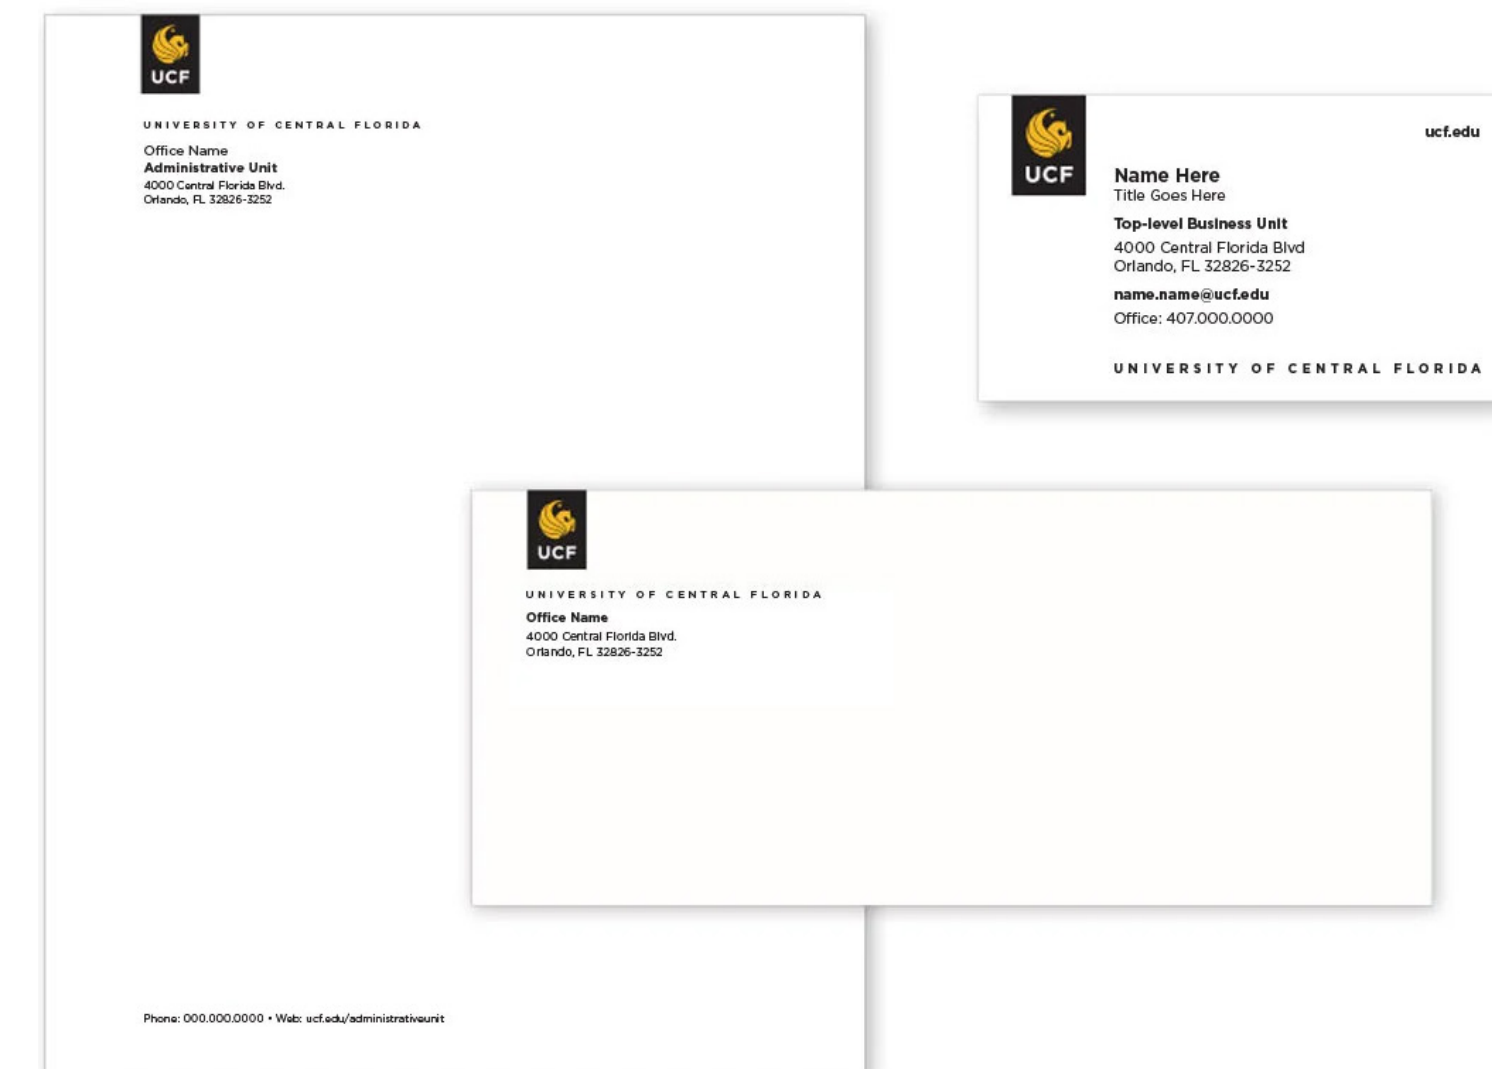 UCF
UNIVERSITY OF CENTRAL FLORIDA
Office Name
Administrative Unit
4000 Central Florida Blvd.
Orlando, FL 32826-3252
Phone: 000.000.0000 • Web: ucf.edu/administrativeunit
UCF
ucf.edu
Name Here
Title Goes Here
Top-level Business Unit
4000 Central Florida Blvd
Orlando, FL 32826-3252
name.name@ucf.edu
Office: 407.000.0000
UNIVERSITY OF CENTRAL FLORIDA
UCF
UNIVERSITY OF CENTRAL FLORIDA
Office Name
4000 Central Florida Blvd.
Orlando, FL 32826-3252